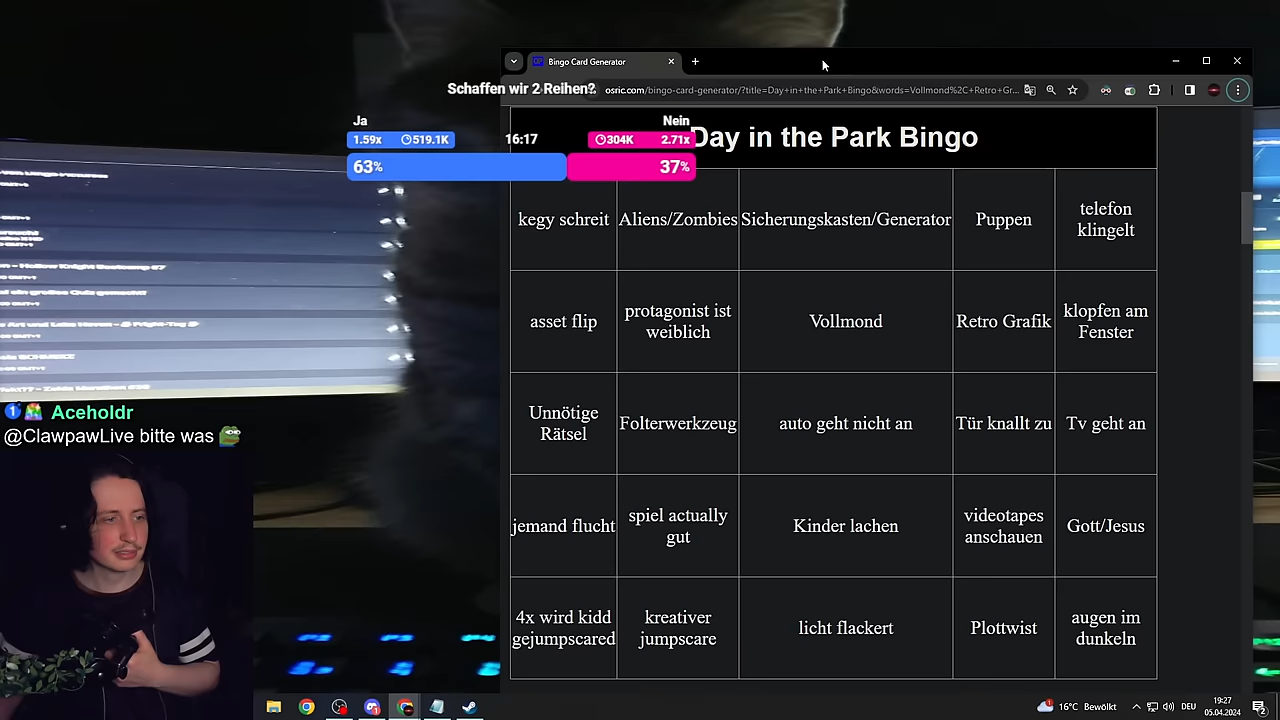 Bingo Card Generator
Schaffen wir 2 Reihen?
osric.com/bingo-card-generator/?title=Day+in+the+Park+Bingo&words=Vollmond%2C+Retro+Gr...
Ja
Nein
1.59x 519.1K
16:17
304K 2.71x
63%
37%
Day in the Park Bingo
kegy schreit
Aliens/Zombies
Sicherungskasten/Generator
Puppen
telefon
klingelt
asset flip
protagonist ist
weiblich
Vollmond
Retro Grafik
klopfen am
Fenster
Unnötige
Rätsel
Folterwerkzeug
auto geht nicht an
Tür knallt zu
Tv geht an
jemand flucht
spiel actually
gut
Kinder lachen
videotapes
anschauen
Gott/Jesus
4x wird kidd
gejumpscared
kreativer
jumpscare
licht flackert
Plottwist
augen im
dunkeln
1 Aceholdr
@ClawpawLive bitte was
16°C Bewölkt
DEU
19:27
05.04.2024
2